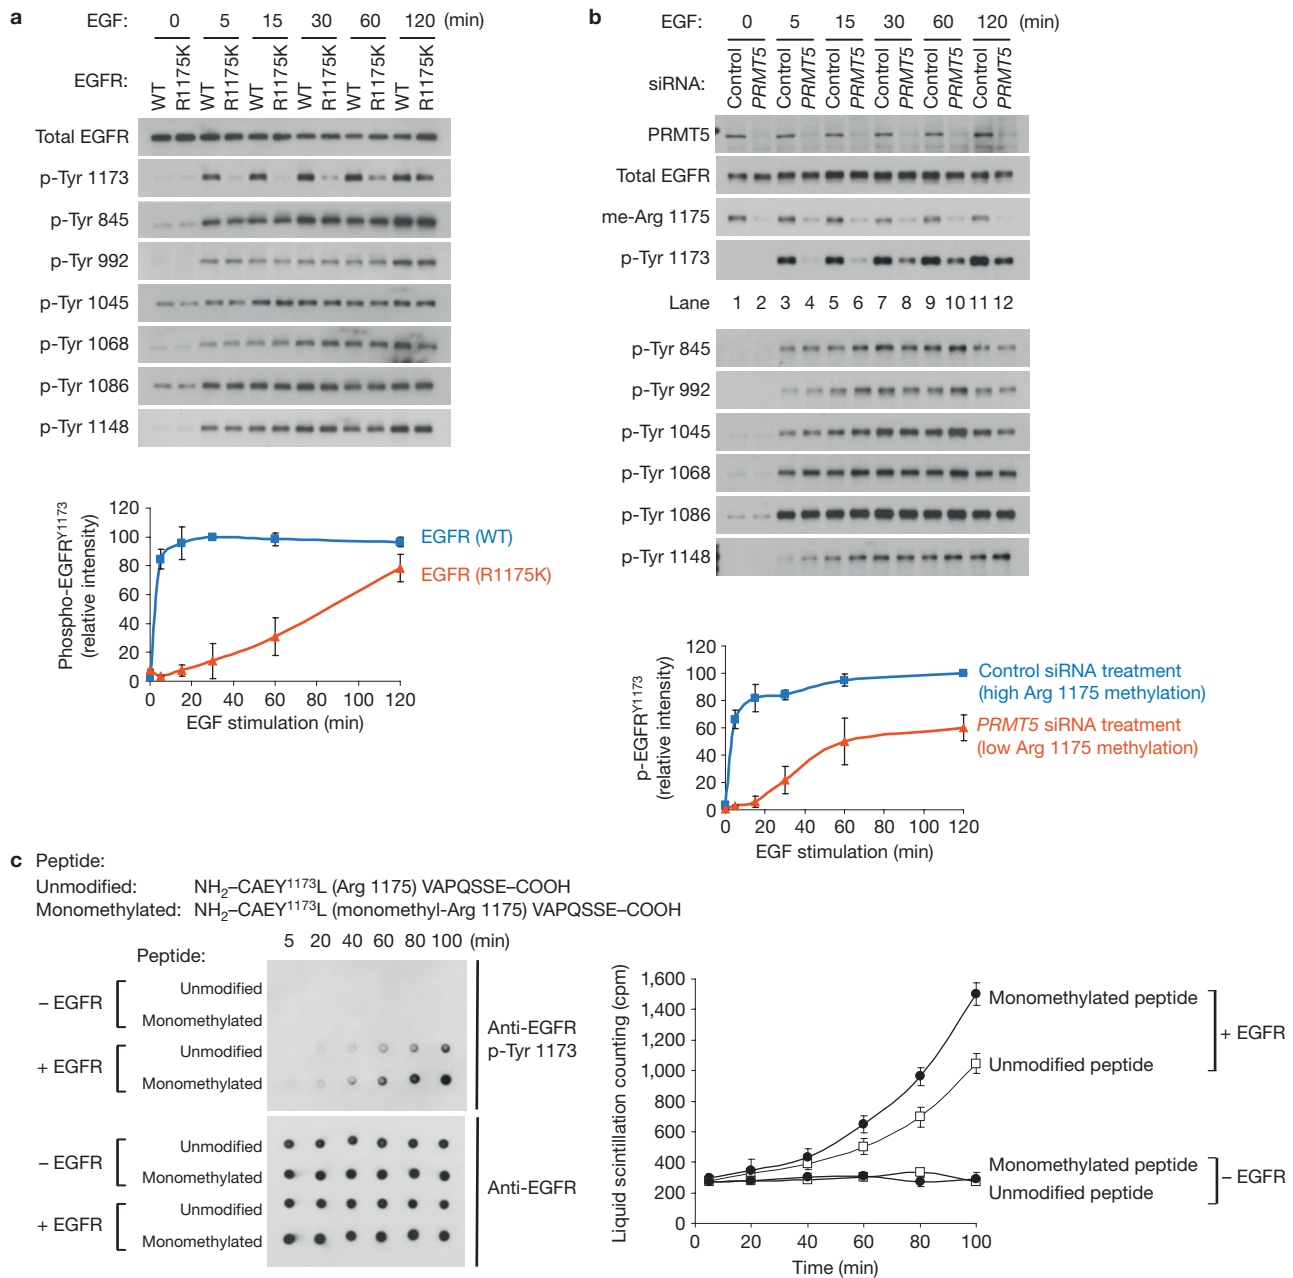 a
EGF: 0 5 15 30 60 120 (min)
EGFR: WT R1175K WT R1175K WT R1175K WT R1175K WT R1175K WT R1175K
Total EGFR
p-Tyr 1173
p-Tyr 845
p-Tyr 992
p-Tyr 1045
p-Tyr 1068
p-Tyr 1086
p-Tyr 1148
Phospho-EGFR^Y1173
(relative intensity)
120
100
80
60
40
20
0
0 20 40 60 80 100 120
EGF stimulation (min)
EGFR (WT)
EGFR (R1175K)
b
EGF: 0 5 15 30 60 120 (min)
siRNA: Control PRMT5 Control PRMT5 Control PRMT5 Control PRMT5 Control PRMT5 Control PRMT5
PRMT5
Total EGFR
me-Arg 1175
p-Tyr 1173
Lane 1 2 3 4 5 6 7 8 9 10 11 12
p-Tyr 845
p-Tyr 992
p-Tyr 1045
p-Tyr 1068
p-Tyr 1086
p-Tyr 1148
p-EGFR^Y1173
(relative intensity)
120
100
80
60
40
20
0
0 20 40 60 80 100 120
EGF stimulation (min)
Control siRNA treatment
(high Arg 1175 methylation)
PRMT5 siRNA treatment
(low Arg 1175 methylation)
c Peptide:
Unmodified: NH₂–CAEY¹¹⁷³L (Arg 1175) VAPQSSE–COOH
Monomethylated: NH₂–CAEY¹¹⁷³L (monomethyl-Arg 1175) VAPQSSE–COOH
5 20 40 60 80 100 (min)
Peptide:
– EGFR
Unmodified
Monomethylated
+ EGFR
Unmodified
Monomethylated
Anti-EGFR
p-Tyr 1173
– EGFR
Unmodified
Monomethylated
+ EGFR
Unmodified
Monomethylated
Anti-EGFR
Liquid scintillation counting (cpm)
1,600
1,400
1,200
1,000
800
600
400
200
0
0 20 40 60 80 100
Time (min)
Monomethylated peptide
Unmodified peptide
+ EGFR
Monomethylated peptide
Unmodified peptide
– EGFR